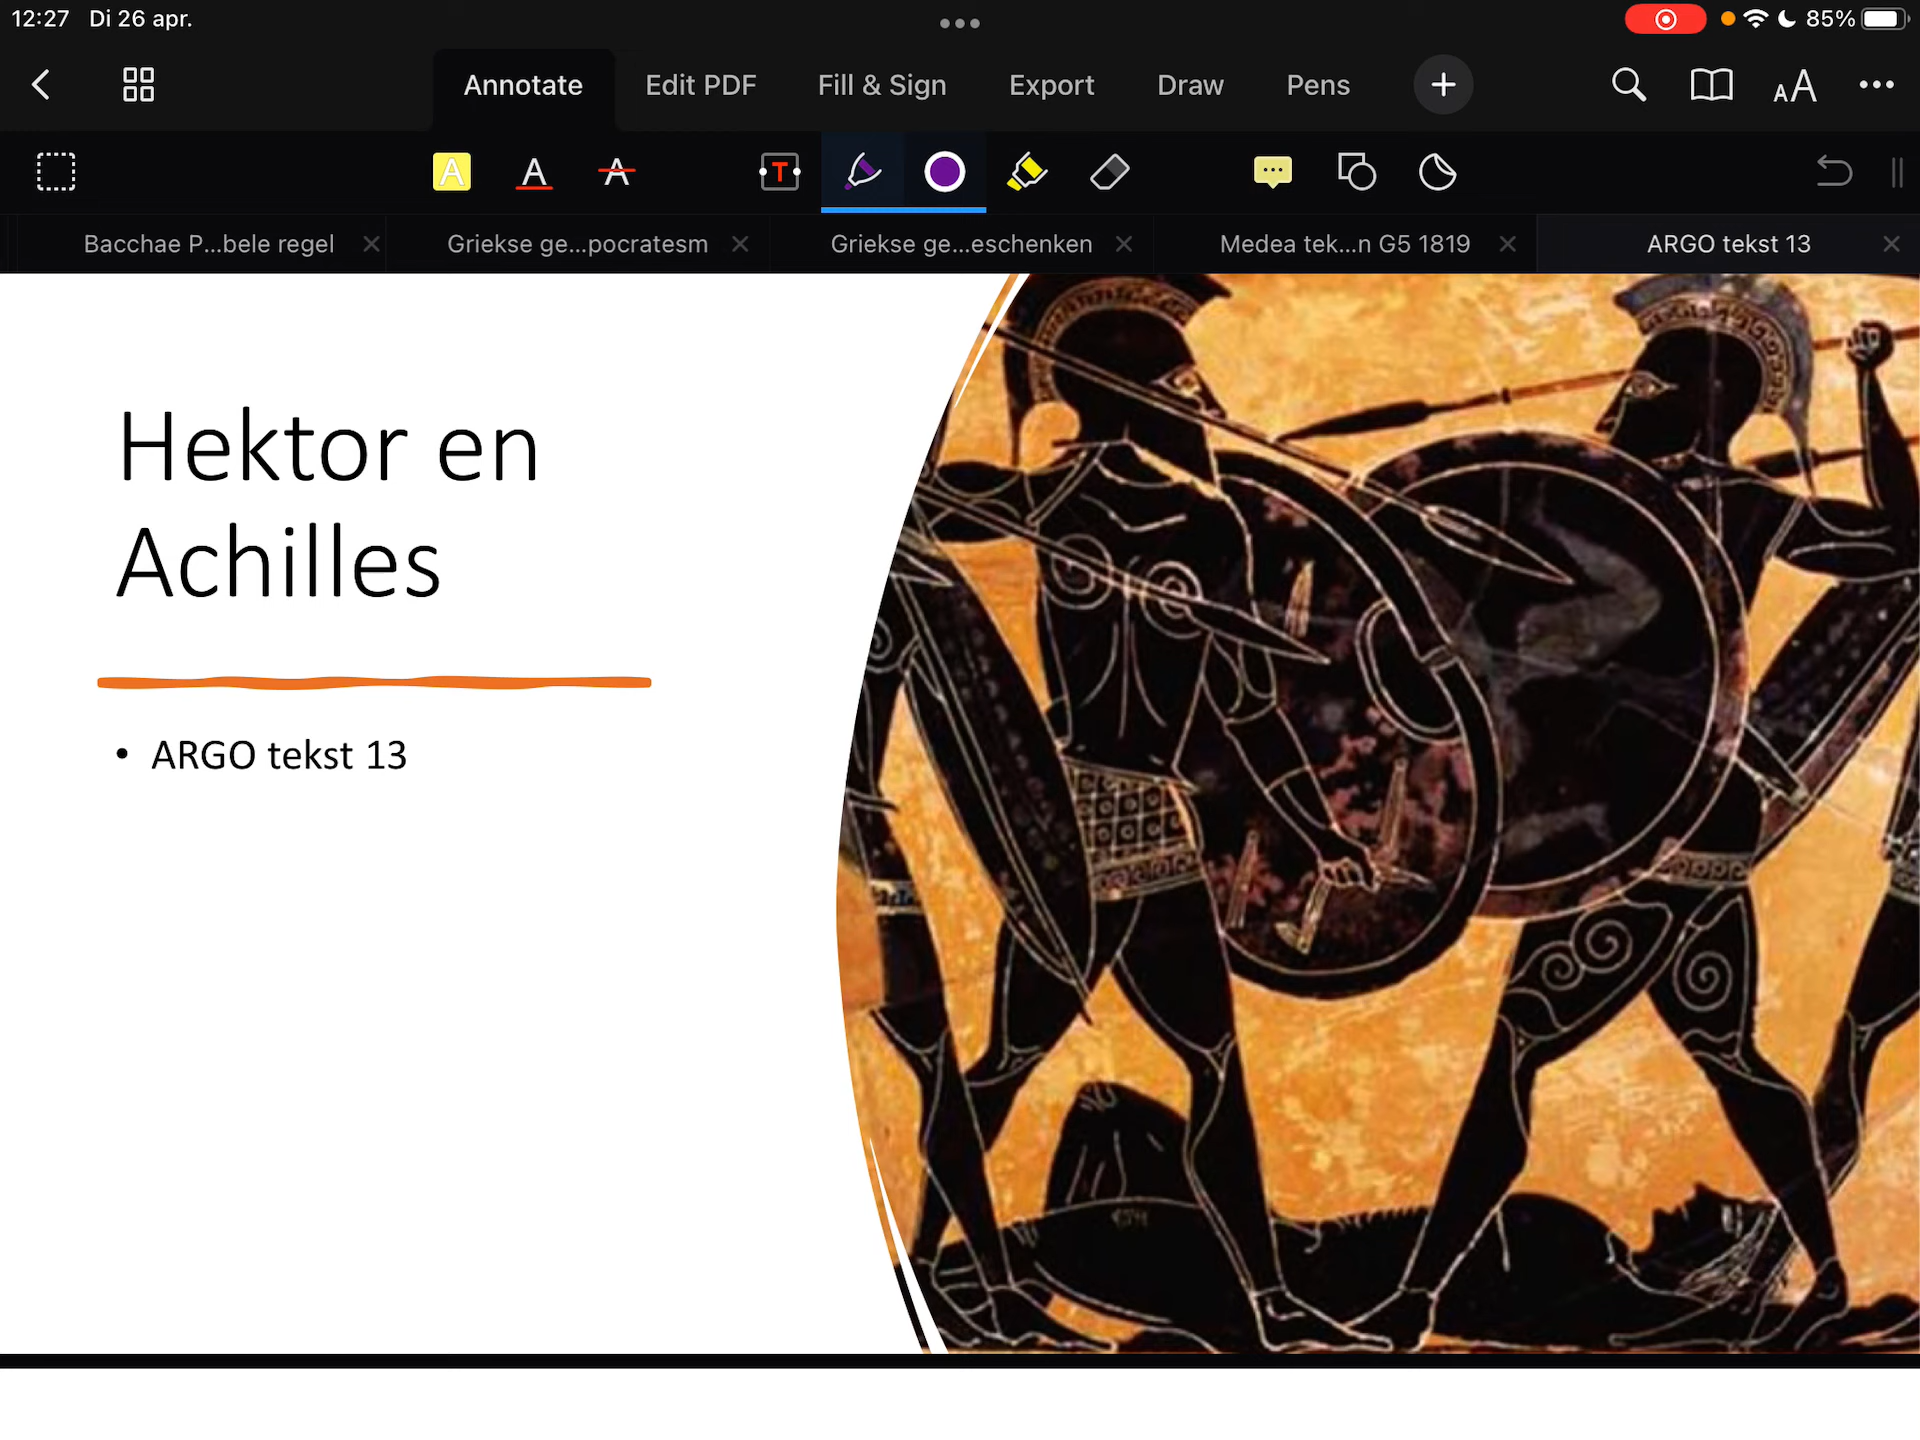 12:27 Di 26 apr. 85%
Annotate Edit PDF Fill & Sign Export Draw Pens AA
A A A T
Bacchae P...bele regel Griekse ge...pocratesm Griekse ge...eschenken Medea tek...n G5 1819 ARGO tekst 13
Hektor en
Achilles
• ARGO tekst 13